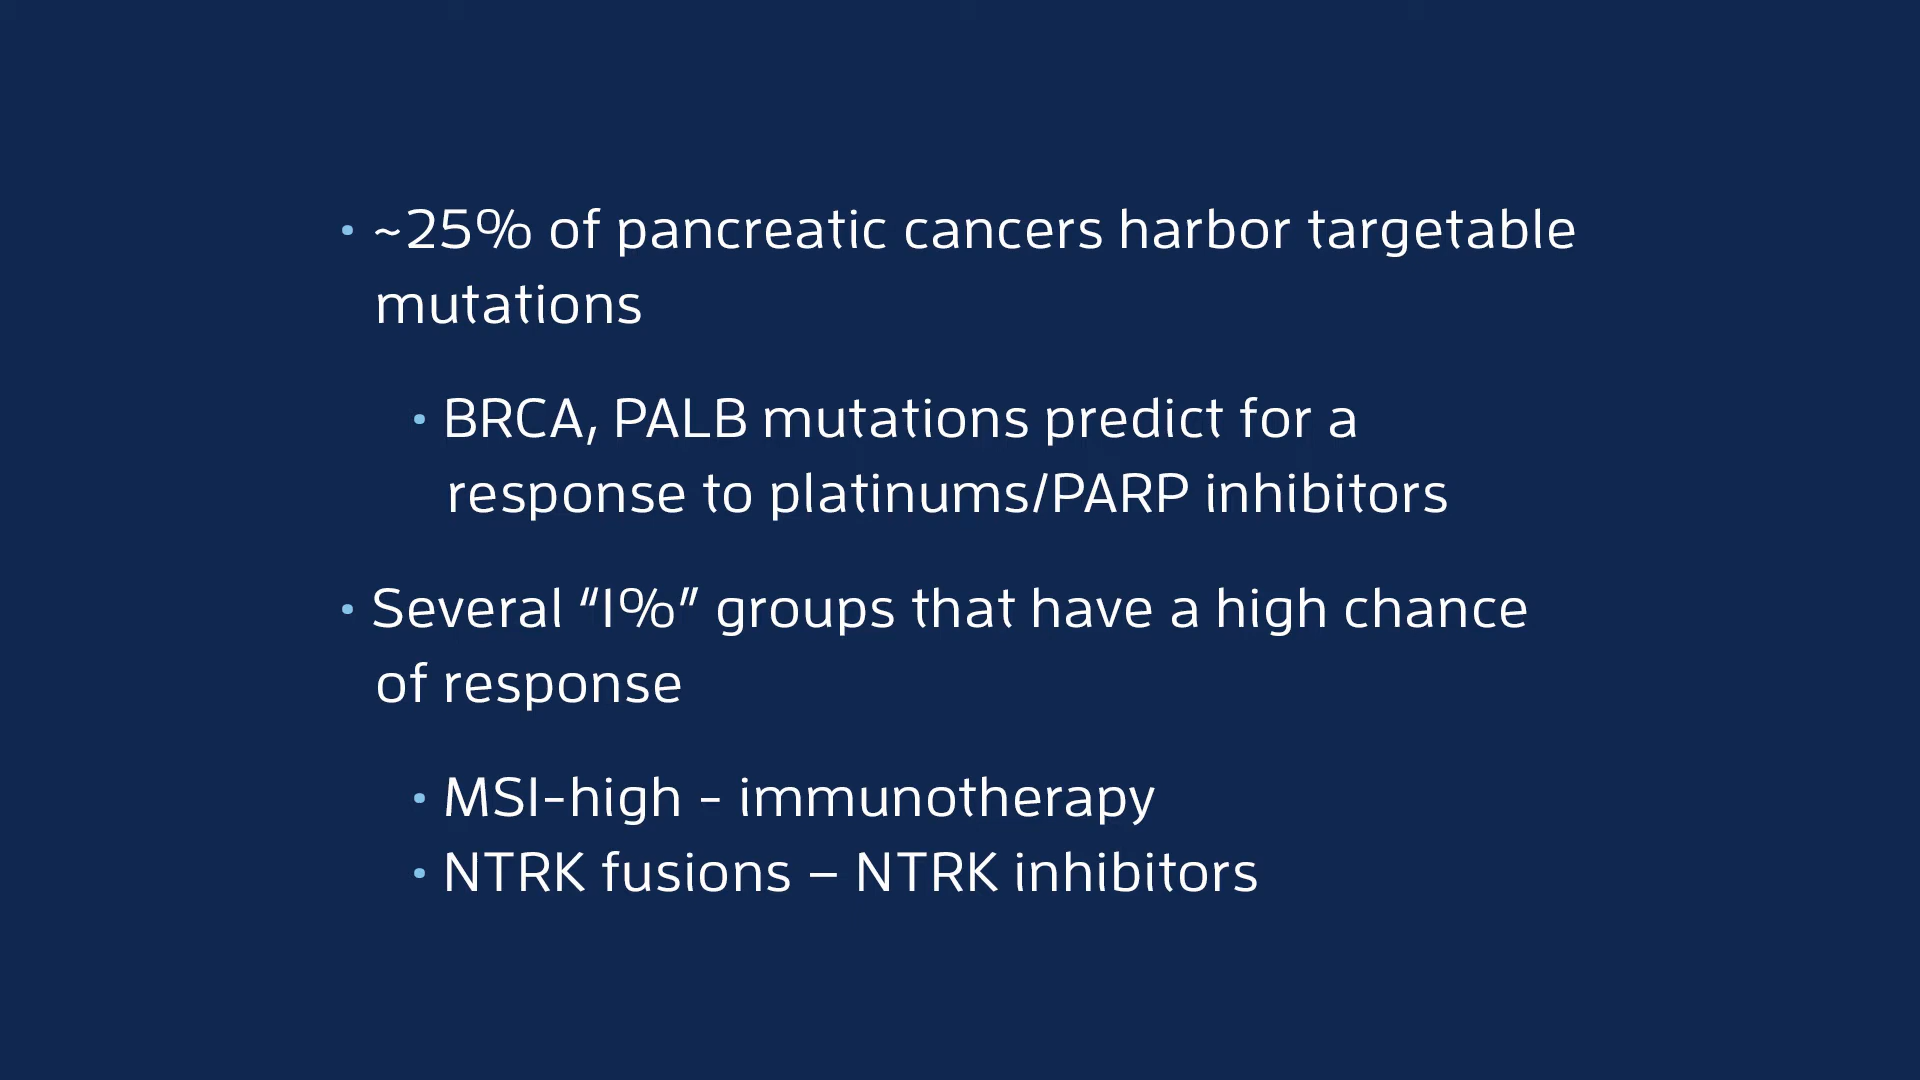 • ~25% of pancreatic cancers harbor targetable
mutations
• BRCA, PALB mutations predict for a
response to platinums/PARP inhibitors
• Several “1%” groups that have a high chance
of response
• MSI-high - immunotherapy
• NTRK fusions – NTRK inhibitors